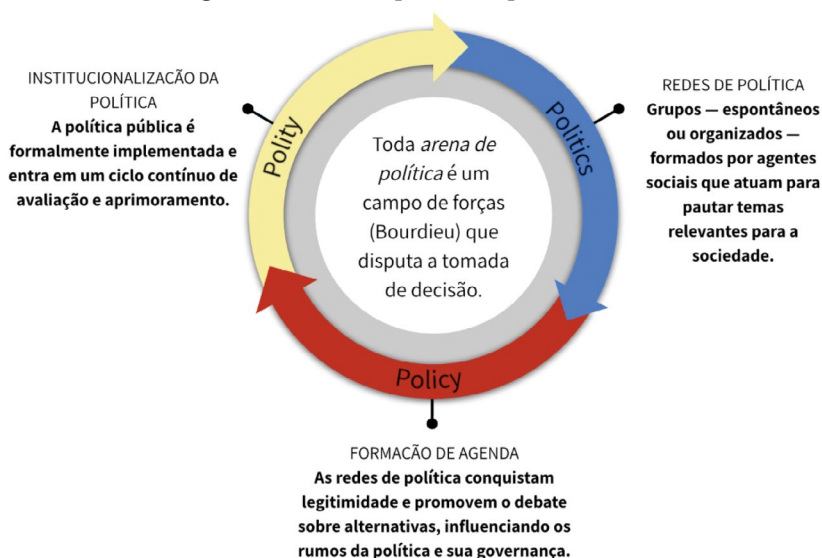 INSTITUCIONALIZACÃO DA
POLÍTICA
A política pública é
formalmente implementada e
entra em um ciclo contínuo de
avaliação e aprimoramento.
Polity
Politics
Toda arena de
política é um
campo de forças
(Bourdieu) que
disputa a tomada
de decisão.
REDES DE POLÍTICA
Grupos — espontâneos
ou organizados —
formados por agentes
sociais que atuam para
pautar temas
relevantes para a
sociedade.
Policy
FORMACÃO DE AGENDA
As redes de política conquistam
legitimidade e promovem o debate
sobre alternativas, influenciando os
rumos da política e sua governança.